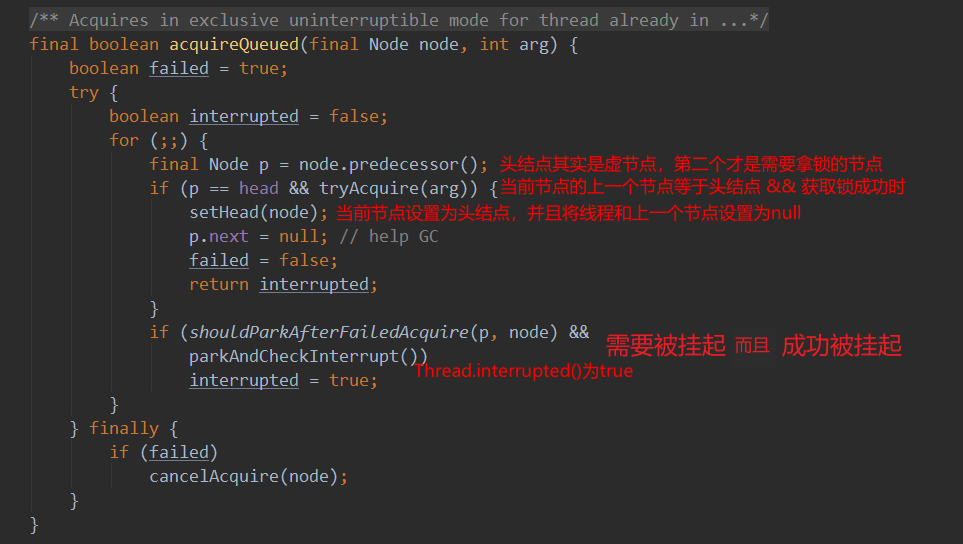 /** Acquires in exclusive uninterruptible mode for thread already in ...*/
final boolean acquireQueued(final Node node, int arg) {
boolean failed = true;
try {
boolean interrupted = false;
for (;;) {
final Node p = node.predecessor(); 头结点其实是虚节点，第二个才是需要拿锁的节点
if (p == head && tryAcquire(arg)) { 当前节点的上一个节点等于头结点 && 获取锁成功时
setHead(node); 当前节点设置为头结点，并且将线程和上一个节点设置为null
p.next = null; // help GC
failed = false;
return interrupted;
}
if (shouldParkAfterFailedAcquire(p, node) && 需要被挂起 而且 成功被挂起
parkAndCheckInterrupt())
Thread.interrupted()为true
interrupted = true;
}
} finally {
if (failed)
cancelAcquire(node);
}
}